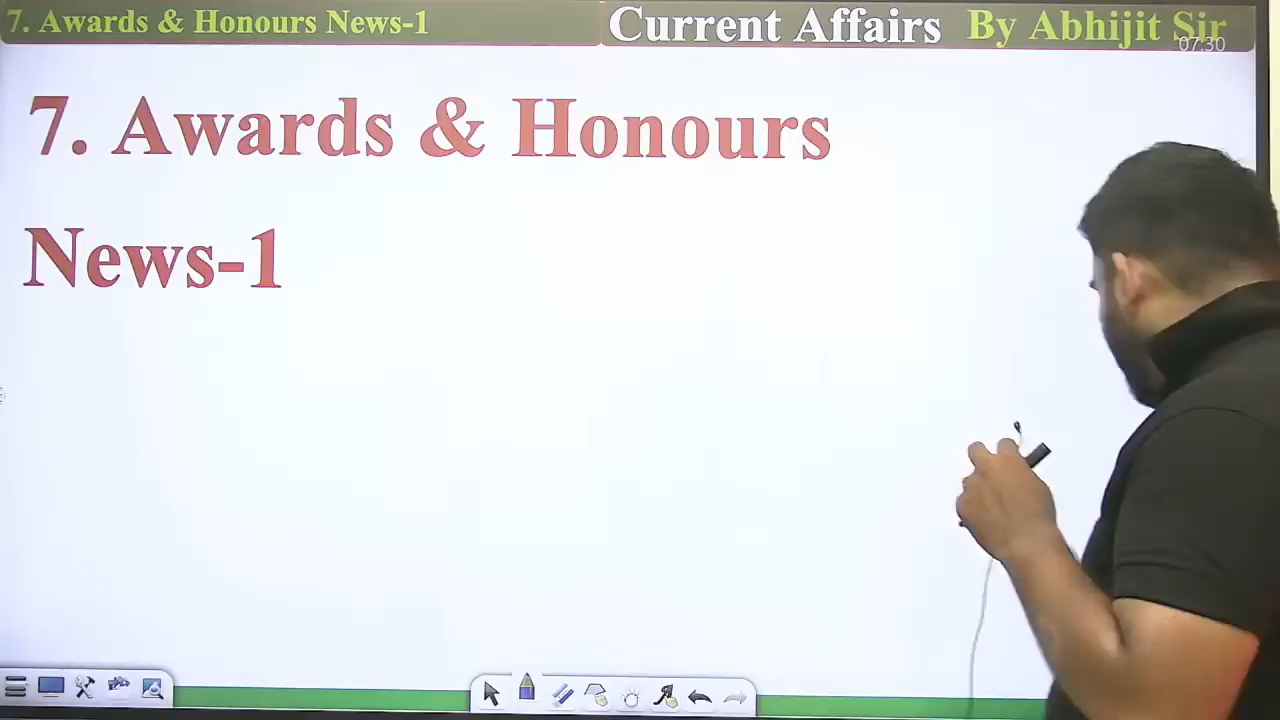 7. Awards & Honours News-1
Current Affairs By Abhijit Sir
07:30
7. Awards & Honours
News-1